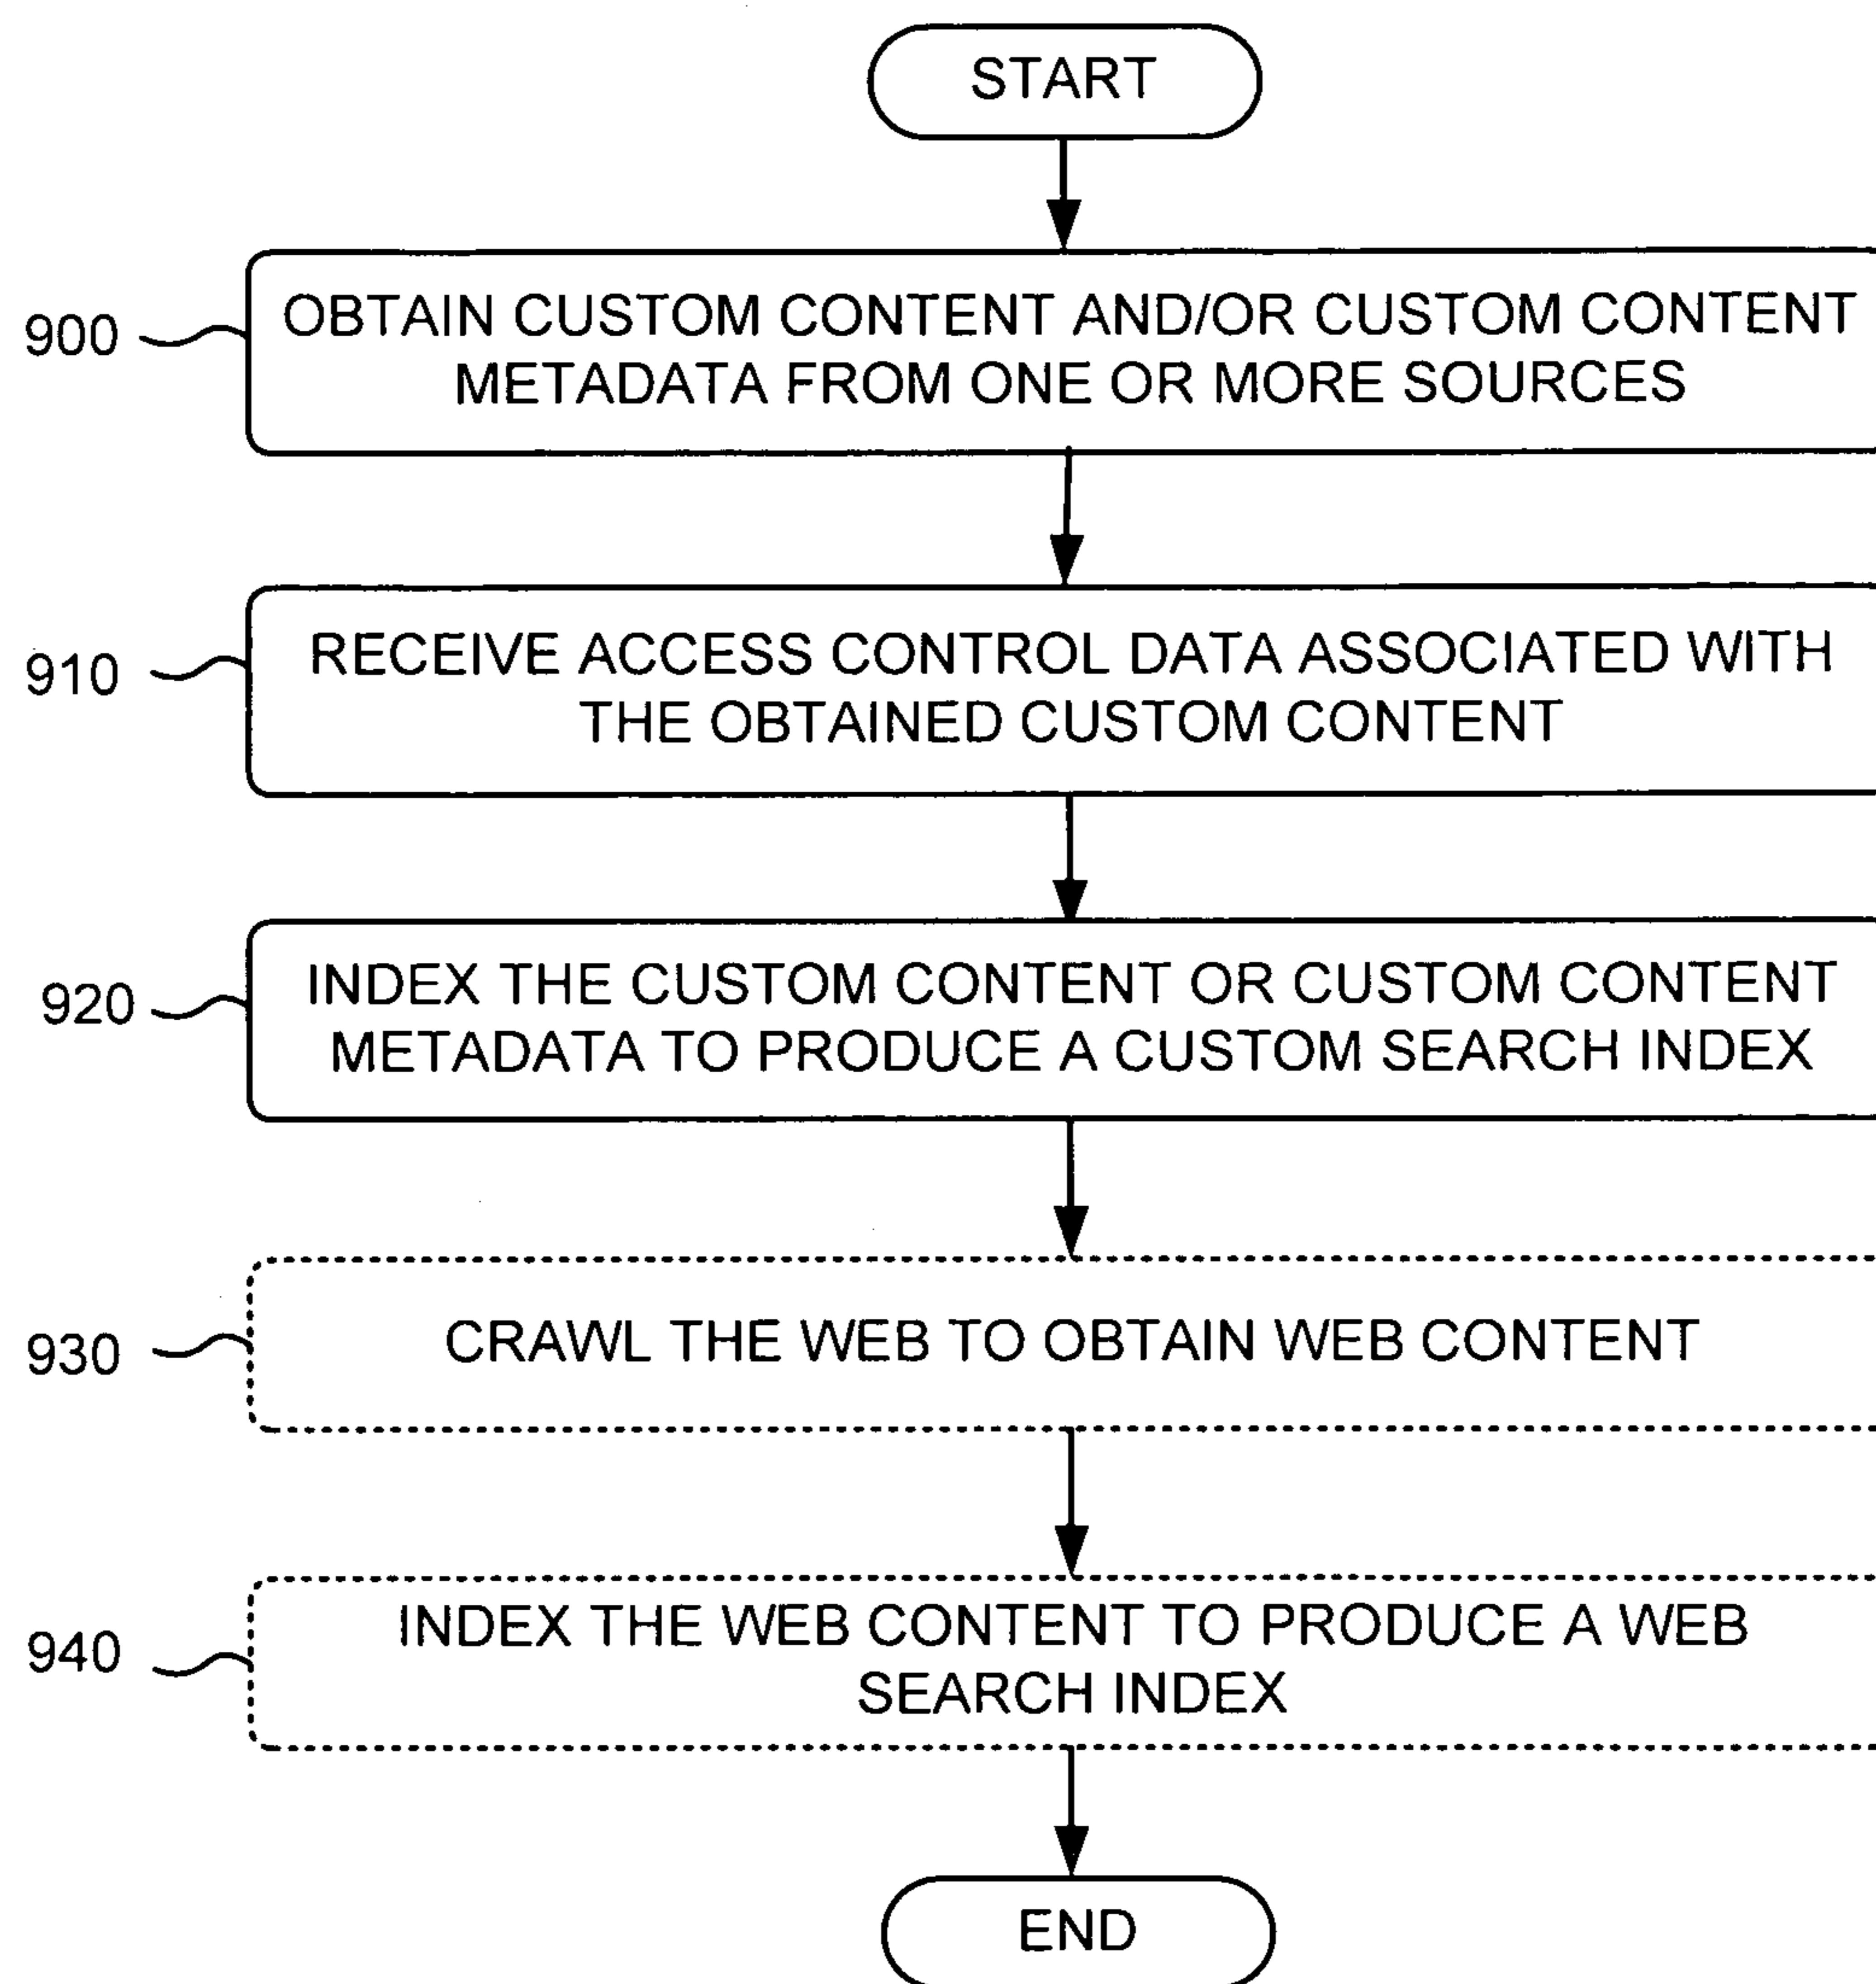 START
900
OBTAIN CUSTOM CONTENT AND/OR CUSTOM CONTENT
METADATA FROM ONE OR MORE SOURCES
910
RECEIVE ACCESS CONTROL DATA ASSOCIATED WITH
THE OBTAINED CUSTOM CONTENT
920
INDEX THE CUSTOM CONTENT OR CUSTOM CONTENT
METADATA TO PRODUCE A CUSTOM SEARCH INDEX
930
CRAWL THE WEB TO OBTAIN WEB CONTENT
940
INDEX THE WEB CONTENT TO PRODUCE A WEB
SEARCH INDEX
END